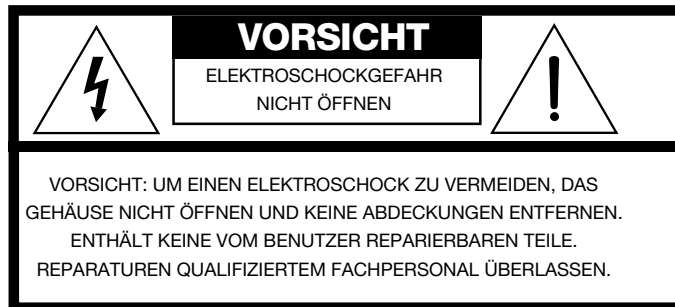 VORSICHT
ELEKTROSCHOCKGEFAHR
NICHT ÖFFNEN
VORSICHT: UM EINEN ELEKTROSCHOCK ZU VERMEIDEN, DAS
GEHÄUSE NICHT ÖFFNEN UND KEINE ABDECKUNGEN ENTFERNEN.
ENTHÄLT KEINE VOM BENUTZER REPARIERBAREN TEILE.
REPARATUREN QUALIFIZIERTEM FACHPERSONAL ÜBERLASSEN.